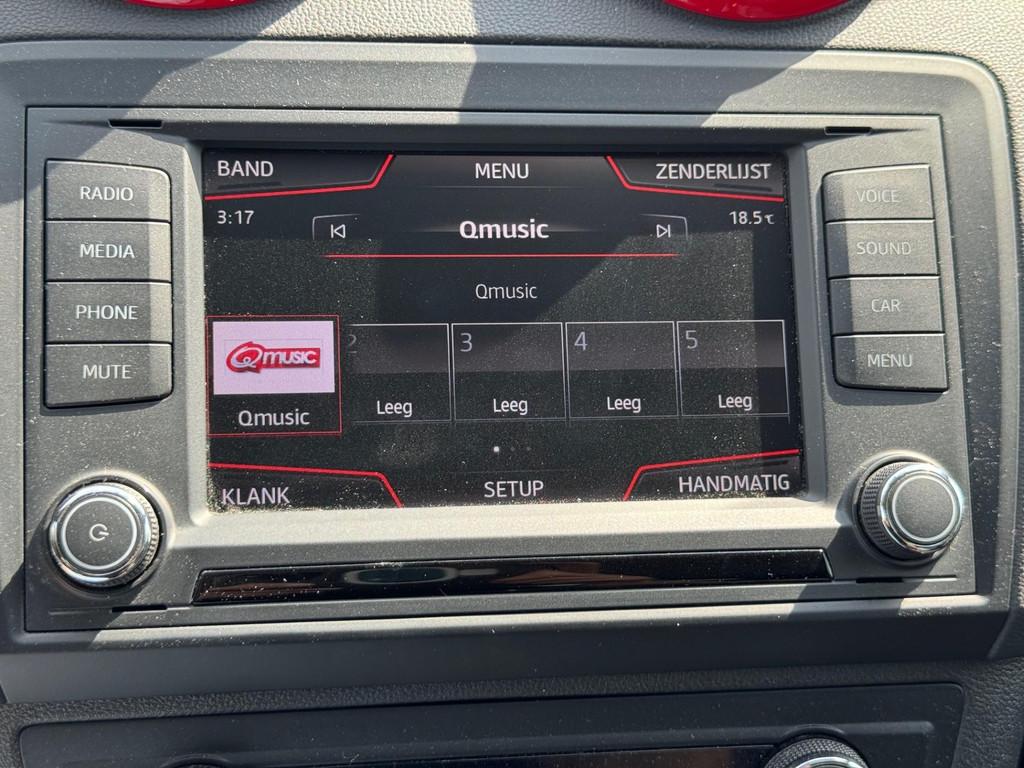 BAND MENU ZENDERLIJST
RADIO
MEDIA
PHONE
MUTE
3:17 Qmusic 18.5°C
Qmusic
QMUSIC
Qmusic
2
Leeg
3
Leeg
4
Leeg
5
Leeg
KLANK SETUP HANDMATIG
VOICE
SOUND
CAR
MENU